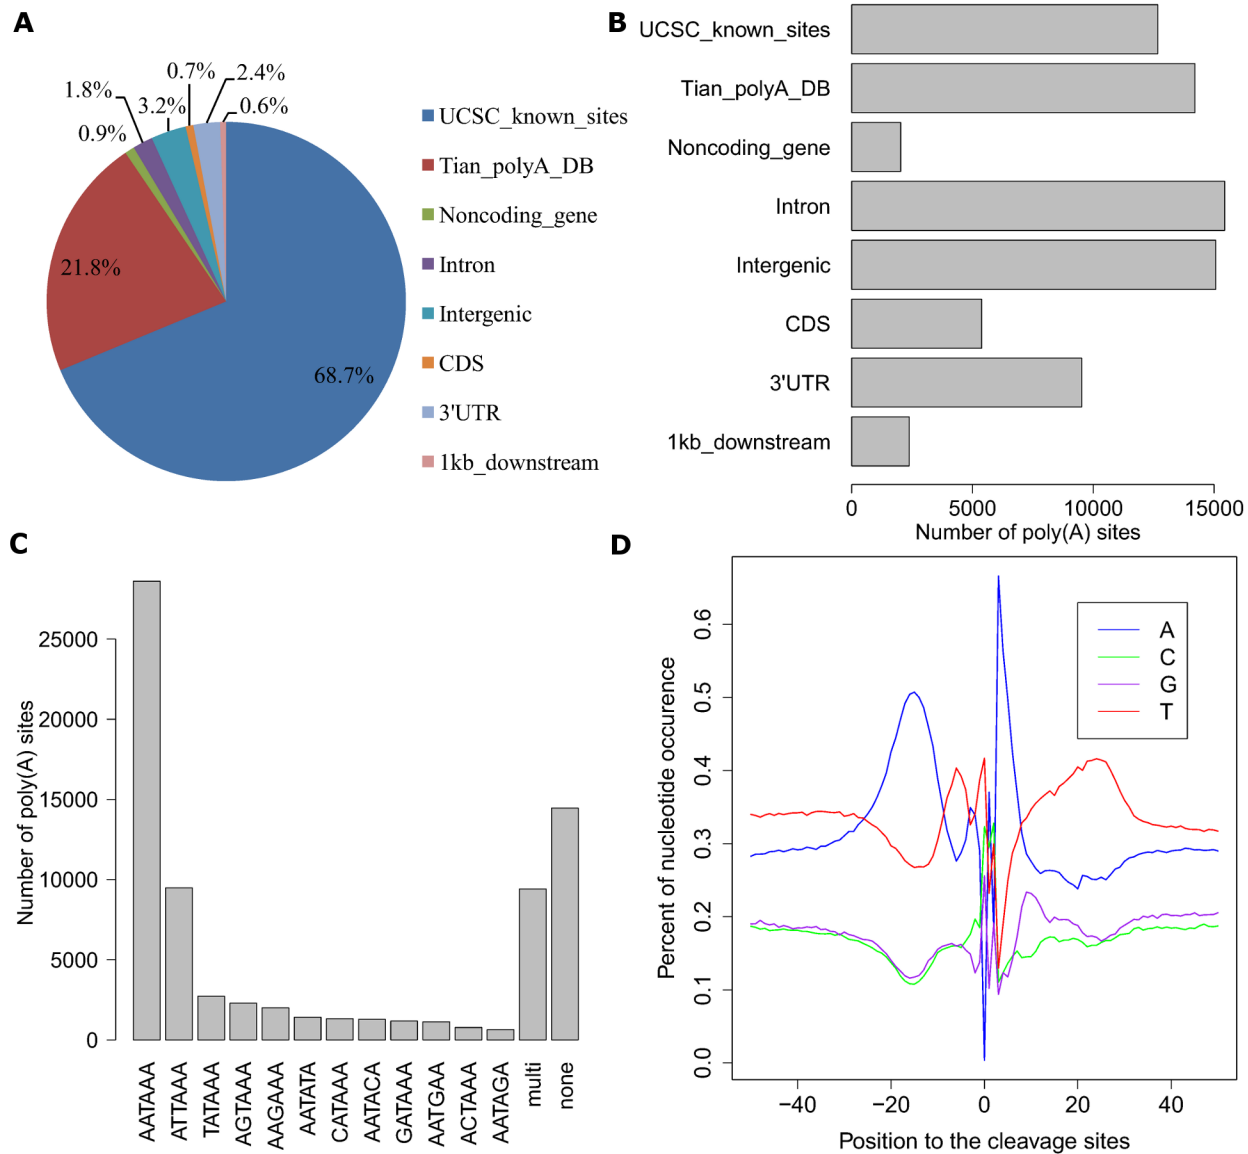 A
0.7%
2.4%
1.8%
3.2%
0.6%
0.9%
21.8%
68.7%
UCSC_known_sites
Tian_polyA_DB
Noncoding_gene
Intron
Intergenic
CDS
3'UTR
1kb_downstream
B
UCSC_known_sites
Tian_polyA_DB
Noncoding_gene
Intron
Intergenic
CDS
3'UTR
1kb_downstream
0 5000 10000 15000
Number of poly(A) sites
C
Number of poly(A) sites
25000
20000
15000
10000
5000
0
AATAAA
ATTAAA
TATAAA
AGTAAA
AAGAAA
AATATA
CATAAA
AATACA
GATAAA
AATGAA
ACTAAA
AATAGA
multi
none
D
Percent of nucleotide occurence
0.6
0.5
0.4
0.3
0.2
0.1
0.0
A
C
G
T
−40 −20 0 20 40
Position to the cleavage sites